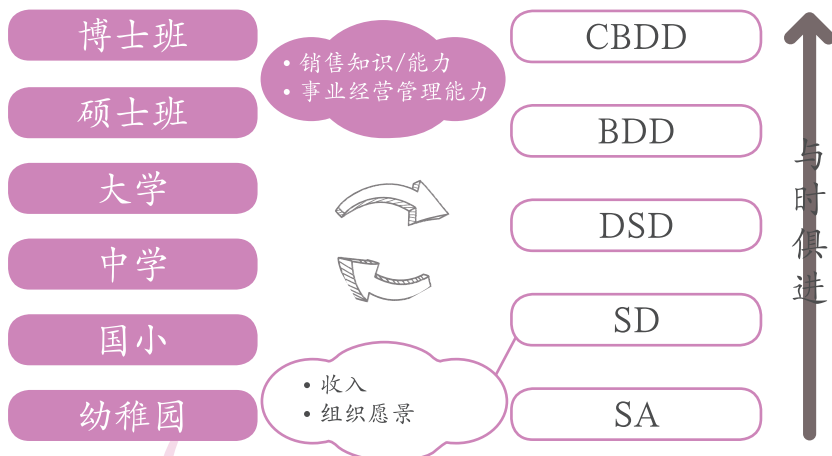 博士班
硕士班
大学
中学
国小
幼稚园
• 销售知识/能力
• 事业经营管理能力
• 收入
• 组织愿景
CBDD
BDD
DSD
SD
SA
与时俱进